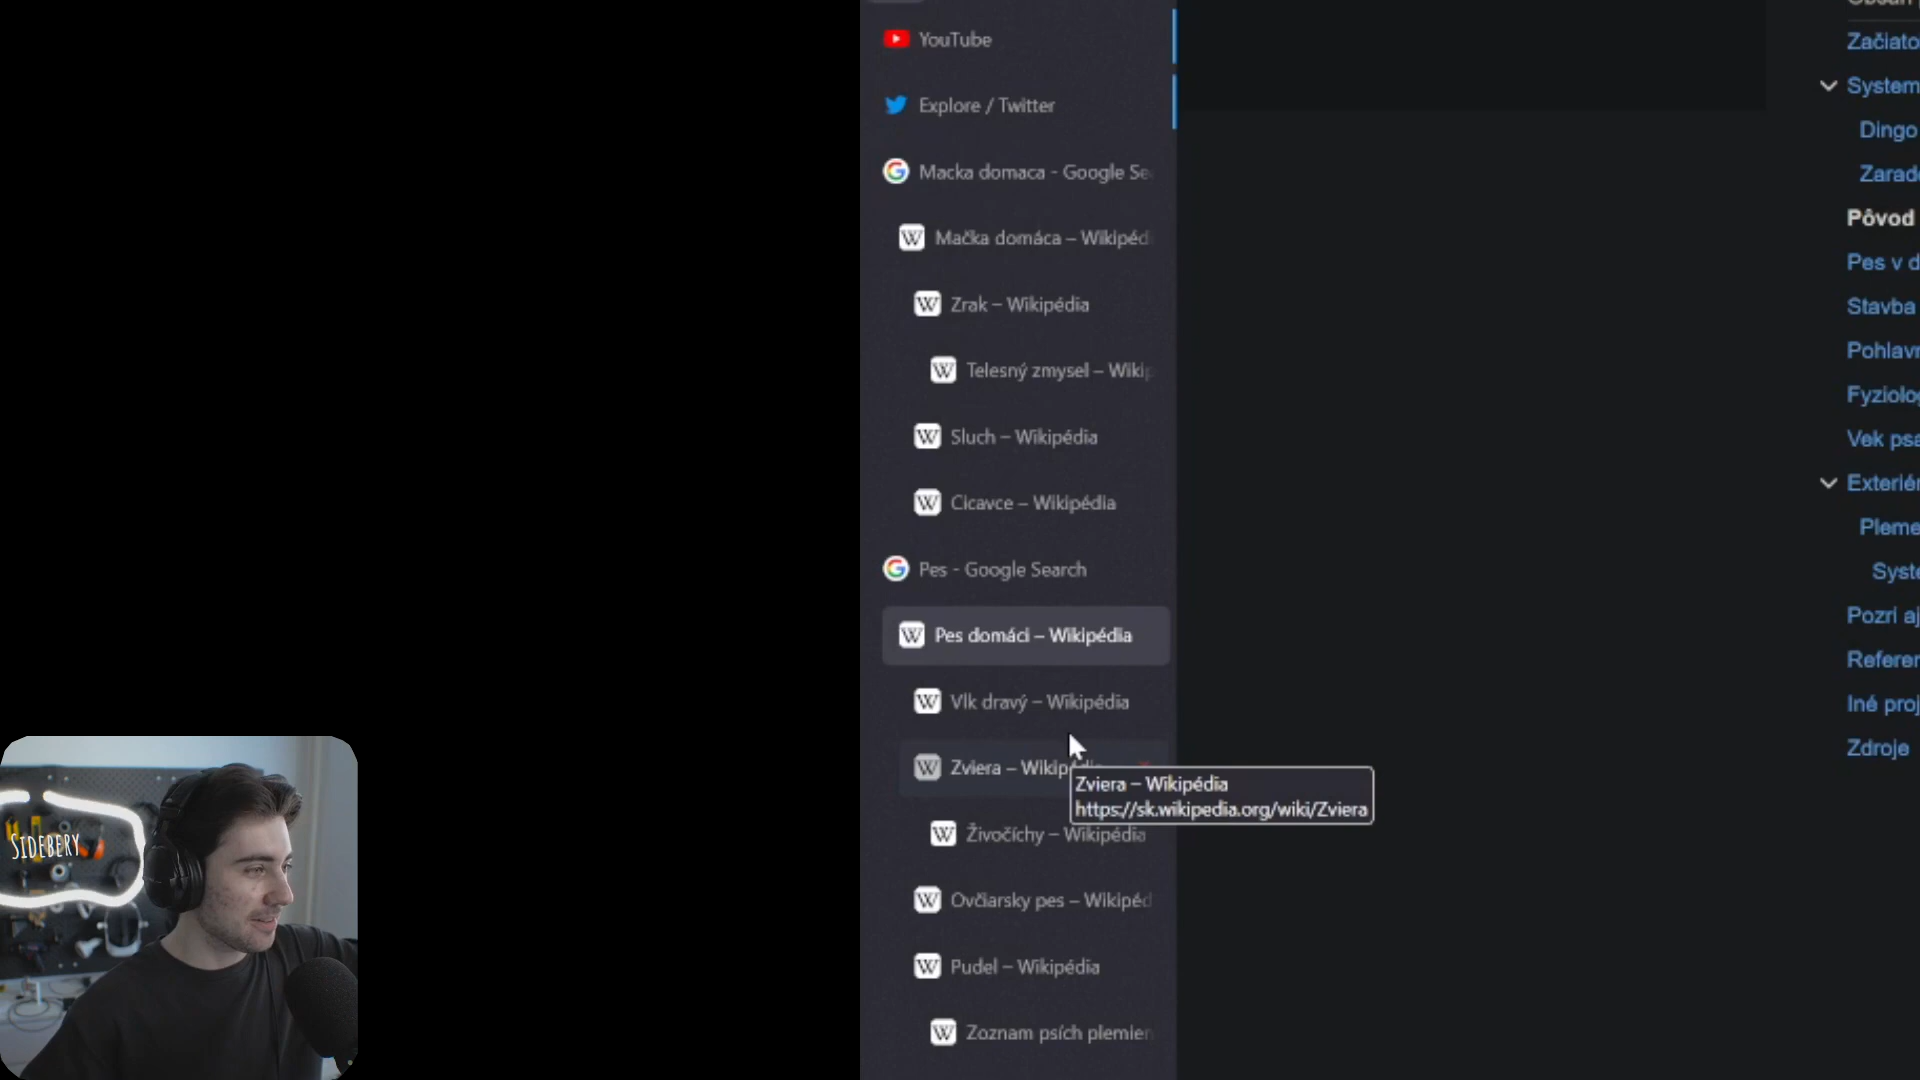 YouTube
Explore / Twitter
Macka domaca - Google Se
Mačka domáca – Wikipéd
Zrak – Wikipédia
Telesný zmysel – Wikip
Sluch – Wikipédia
Cicavce – Wikipédia
Pes - Google Search
Pes domáci – Wikipédia
Vlk dravý – Wikipédia
Zviera – Wikipédia
Zviera – Wikipédia
https://sk.wikipedia.org/wiki/Zviera
Živočíchy – Wikipédia
Ovčiarsky pes – Wikipéd
Pudel – Wikipédia
Zoznam psích plemien
Začiato
System
Dingo
Zarad
Pôvod
Pes v d
Stavba
Pohlavn
Fyziolog
Vek psa
Exteriér
Pleme
Syste
Pozri aj
Referen
Iné proj
Zdroje
SIDEBERY